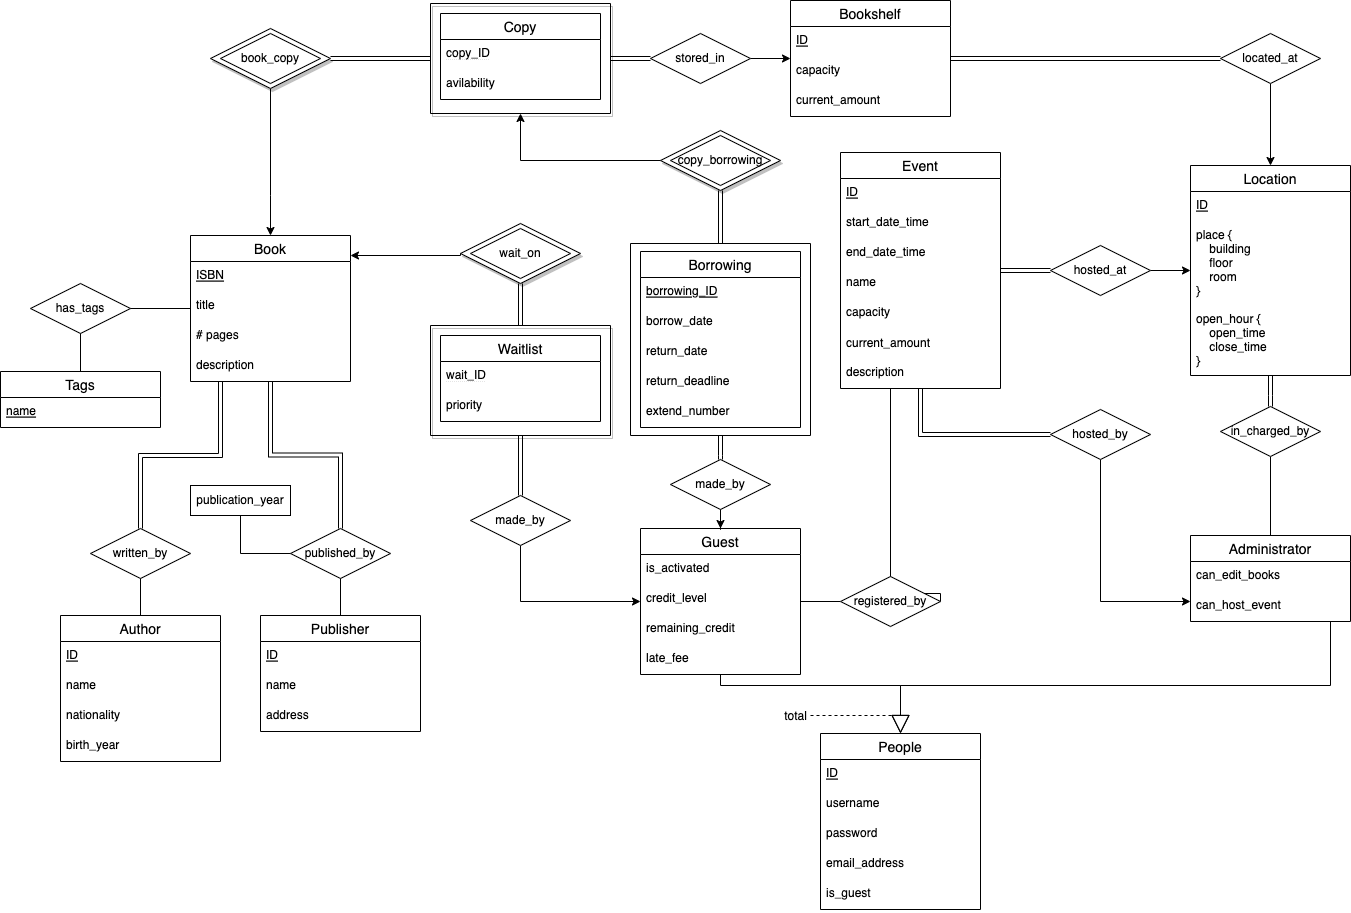 Copy
copy_ID
avilability
book_copy
stored_in
Bookshelf
ID
capacity
current_amount
located_at
copy_borrowing
Event
ID
start_date_time
end_date_time
name
capacity
current_amount
description
Location
ID
place {
building
floor
room
}
open_hour {
open_time
close_time
}
hosted_at
Book
ISBN
title
# pages
description
wait_on
Borrowing
borrowing_ID
borrow_date
return_date
return_deadline
extend_number
has_tags
Tags
name
Waitlist
wait_ID
priority
hosted_by
in_charged_by
publication_year
made_by
made_by
written_by
published_by
Guest
is_activated
credit_level
remaining_credit
late_fee
registered_by
Administrator
can_edit_books
can_host_event
Author
ID
name
nationality
birth_year
Publisher
ID
name
address
total
People
ID
username
password
email_address
is_guest